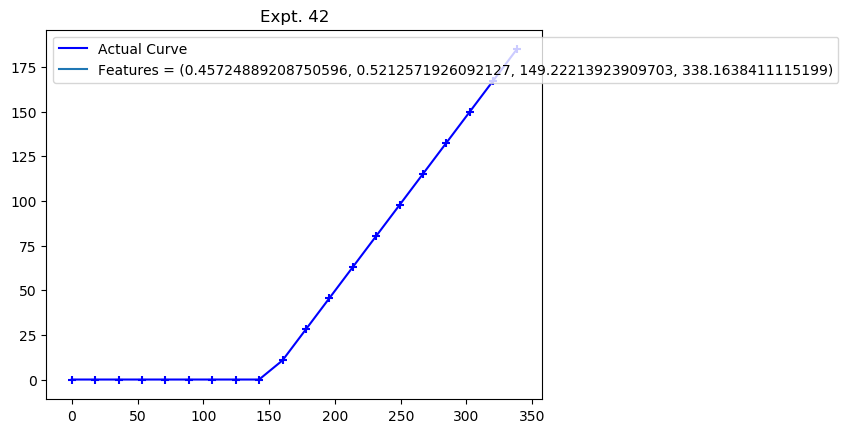 Expt. 42
Actual Curve
Features = (0.45724889208750596, 0.5212571926092127, 149.22213923909703, 338.1638411115199)
175
150
125
100
75
50
25
0
0 50 100 150 200 250 300 350